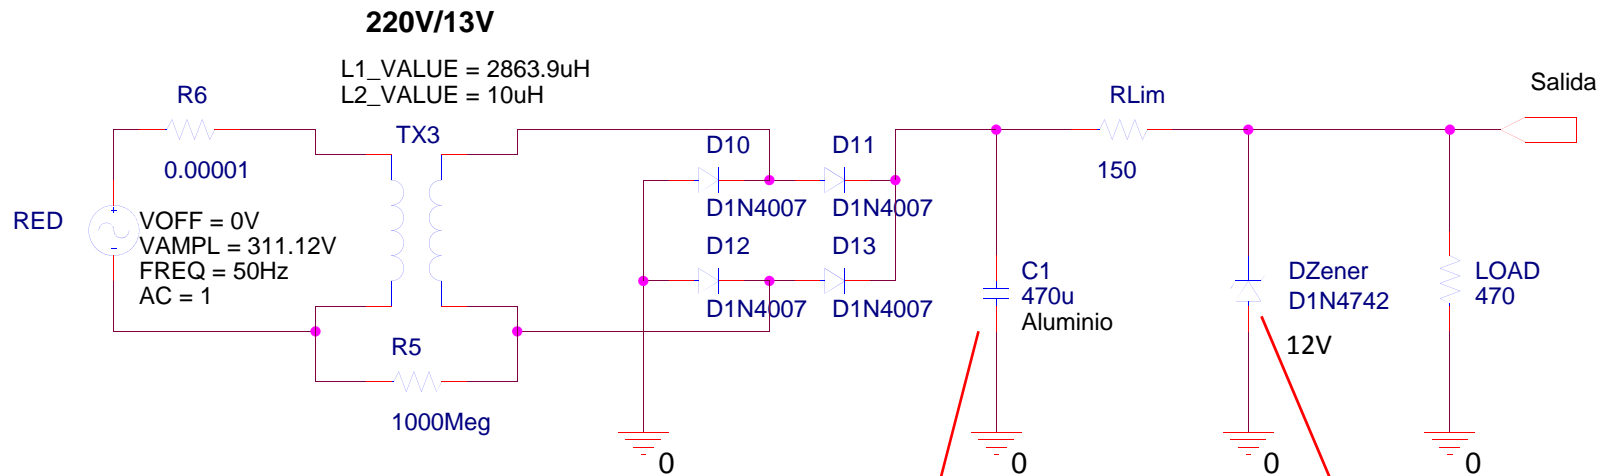 220V/13V
L1_VALUE = 2863.9uH
L2_VALUE = 10uH
R6
TX3
0.00001
RED
+
-
VOFF = 0V
VAMPL = 311.12V
FREQ = 50Hz
AC = 1
R5
1000Meg
D10
D1N4007
D11
D1N4007
D12
D1N4007
D13
D1N4007
0
C1
470u
Aluminio
0
RLim
150
DZener
D1N4742
12V
0
Salida
LOAD
470
0